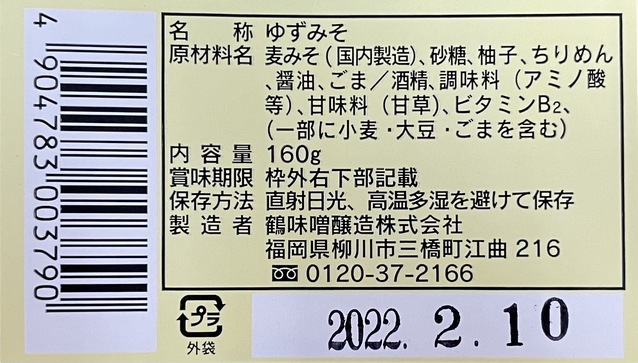 4 904783 003790
名称 ゆずみそ
原材料名 麦みそ(国内製造)、砂糖、柚子、ちりめん
、醤油、ごま／酒精、調味料（アミノ酸
等）、甘味料（甘草）、ビタミンB₂、
（一部に小麦・大豆・ごまを含む）
内容量 160g
賞味期限 枠外右下部記載
保存方法 直射日光、高温多湿を避けて保存
製造者 鶴味噌醸造株式会社
福岡県柳川市三橋町江曲 216
0120-37-2166
プラ
外袋
2022. 2. 10